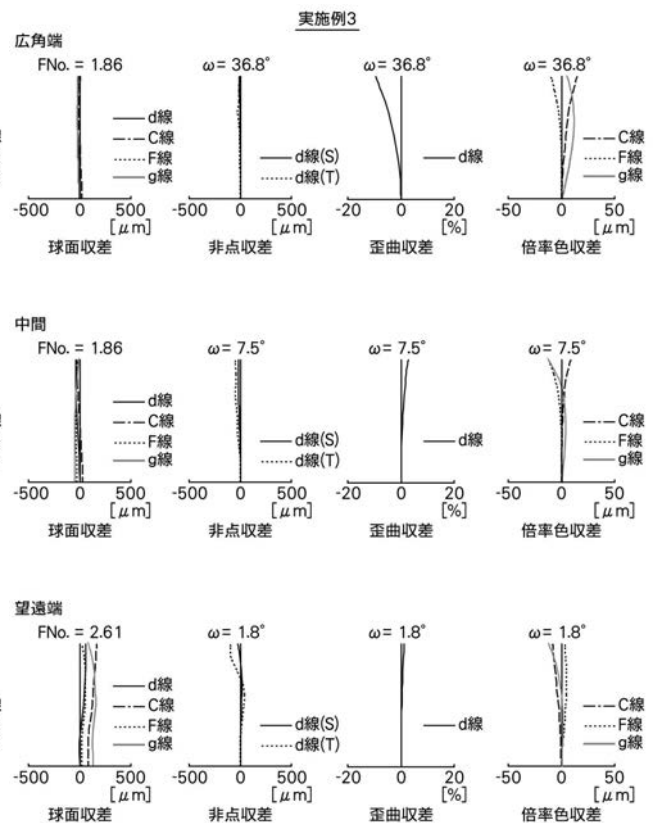 実施例3
広角端
FNo. = 1.86
ω= 36.8°
ω= 36.8°
ω= 36.8°
d線
C線
F線
g線
d線(S)
d線(T)
d線
C線
F線
g線
-500 0 500
[μm]
球面収差
-500 0 500
[μm]
非点収差
-20 0 20
[%]
歪曲収差
-100 0 100
[μm]
倍率色収差
中間
FNo. = 1.86
ω= 7.5°
ω= 7.5°
ω= 7.5°
d線
C線
F線
g線
d線(S)
d線(T)
d線
C線
F線
g線
-500 0 500
[μm]
球面収差
-500 0 500
[μm]
非点収差
-20 0 20
[%]
歪曲収差
-100 0 100
[μm]
倍率色収差
望遠端
FNo. = 2.61
ω= 1.8°
ω= 1.8°
ω= 1.8°
d線
C線
F線
g線
d線(S)
d線(T)
d線
C線
F線
g線
-500 0 500
[μm]
球面収差
-500 0 500
[μm]
非点収差
-20 0 20
[%]
歪曲収差
-100 0 100
[μm]
倍率色収差